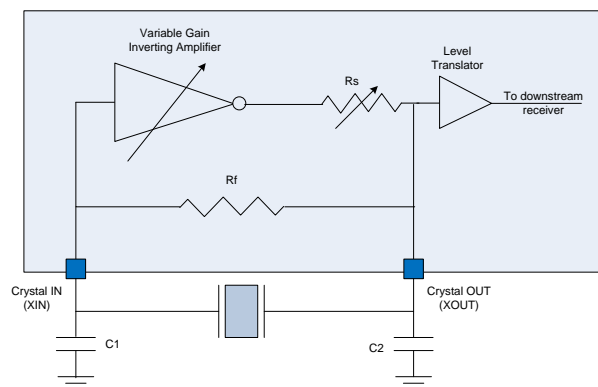 Variable Gain
Inverting Amplifier
Level
Translator
Rs
To downstream
receiver
Rf
Crystal IN
(XIN)
Crystal OUT
(XOUT)
C1
C2